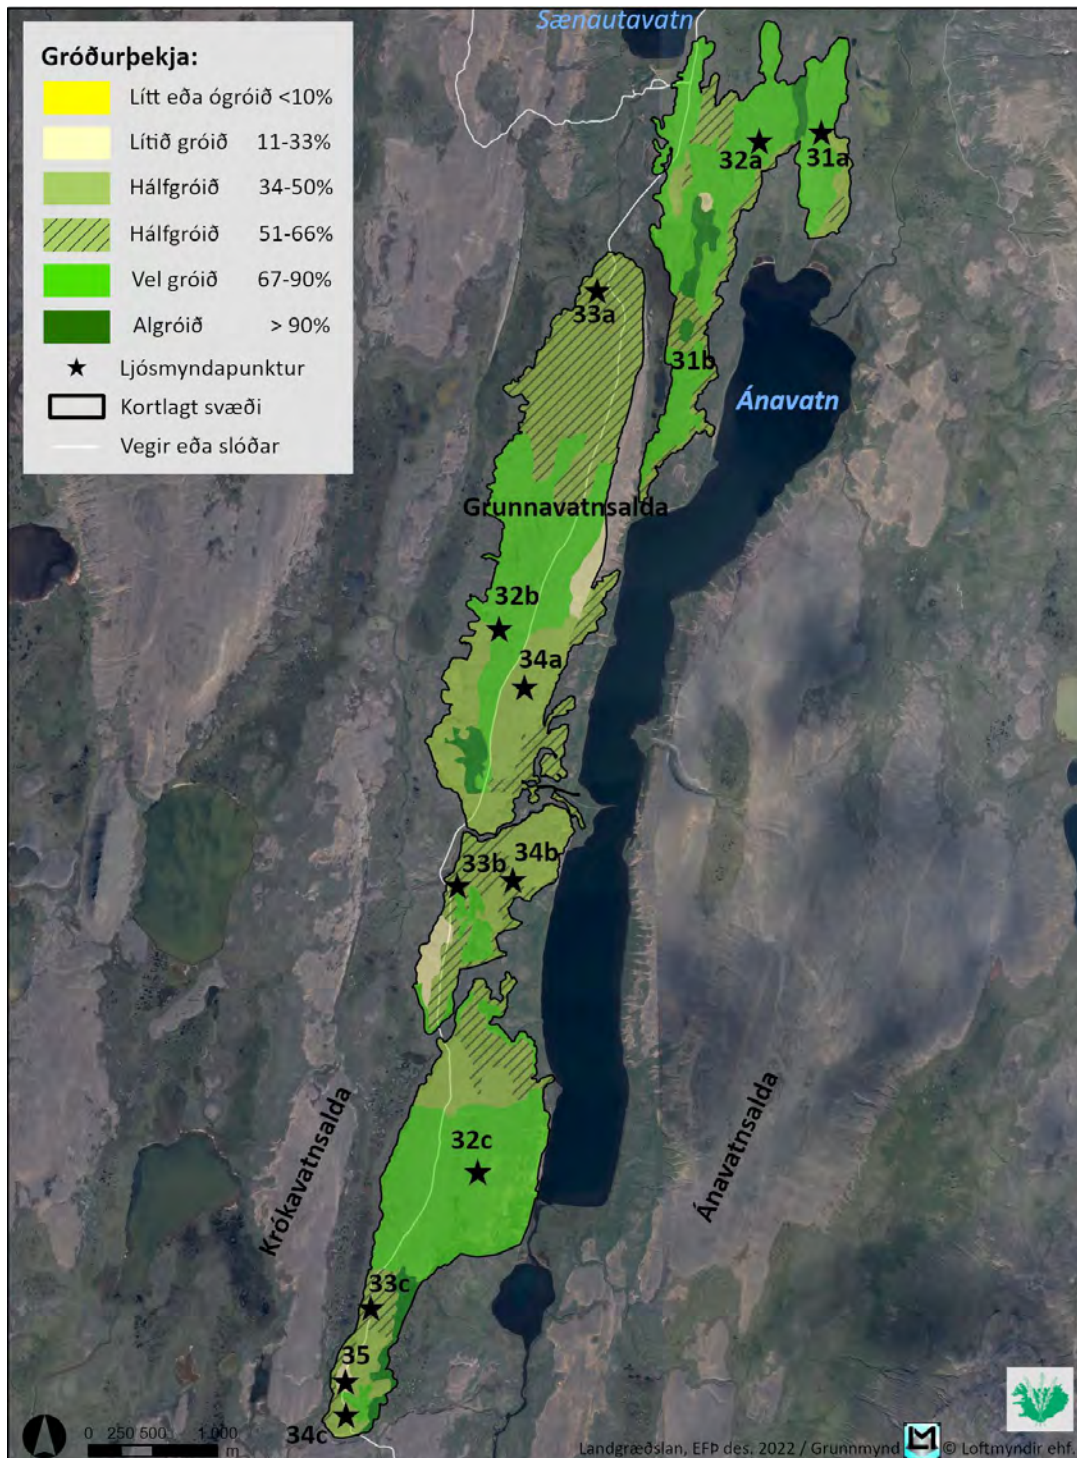 Sænautavatn
Gróðurþekja:
Lítt eða ógróið <10%
Lítið gróið 11-33%
Hálfgróið 34-50%
Hálfgróið 51-66%
Vel gróið 67-90%
Algróið > 90%
Ljósmyndapunktur
Kortlagt svæði
Vegir eða slóðar
32a
31a
33a
31b
Ánavatn
Grunnavatnsalda
32b
34a
34b
33b
32c
Krókavatnsalda
Ánavatnsalda
33c
35
34c
0 250 500 1.000
m
Landgræðslan, EFÞ des. 2022 / Grunnmynd LM © Loftmyndir ehf.